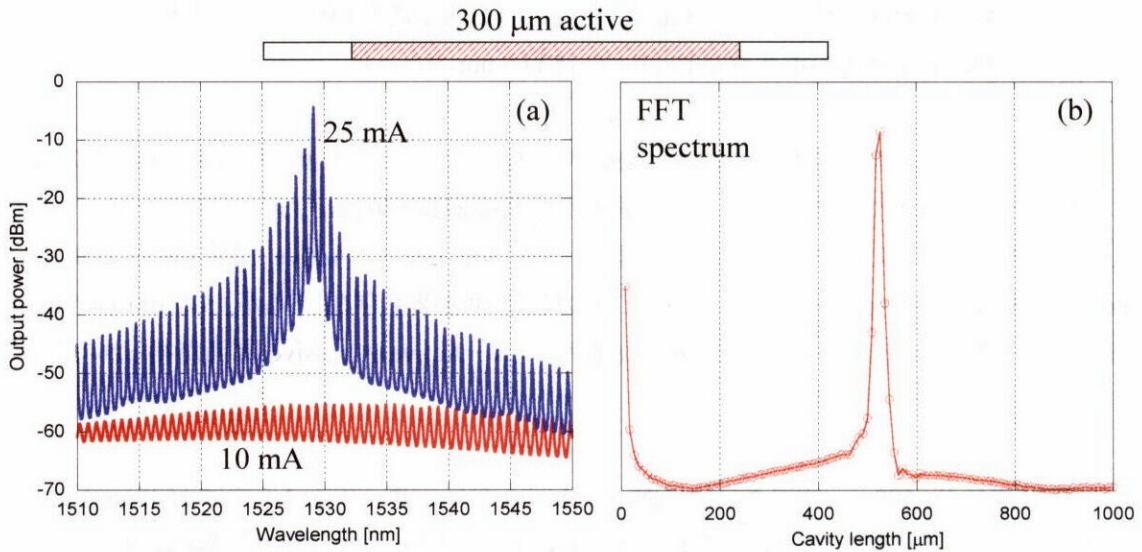 300 μm active
(a)
25 mA
10 mA
0
-10
-20
-30
-40
-50
-60
-70
Output power [dBm]
1510 1515 1520 1525 1530 1535 1540 1545 1550
Wavelength [nm]
FFT
spectrum
(b)
0 200 400 600 800 1000
Cavity length [μm]